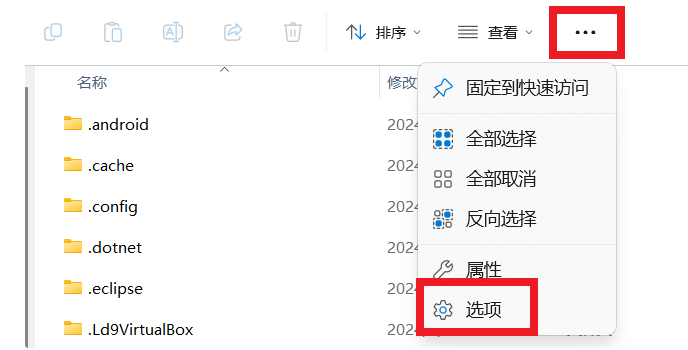 排序 查看 •••
名称 修改
固定到快速访问
.android 2024
全部选择
.cache 2024
全部取消
.config 2024
反向选择
.dotnet 2024
属性
.eclipse 2024
选项
.Ld9VirtualBox 2024